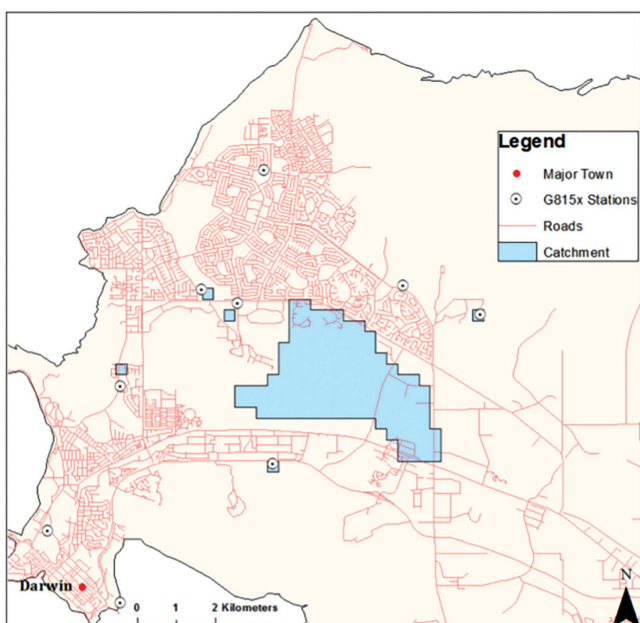 Legend
Major Town
G815x Stations
Roads
Catchment
Darwin
0 1 2 Kilometers
N